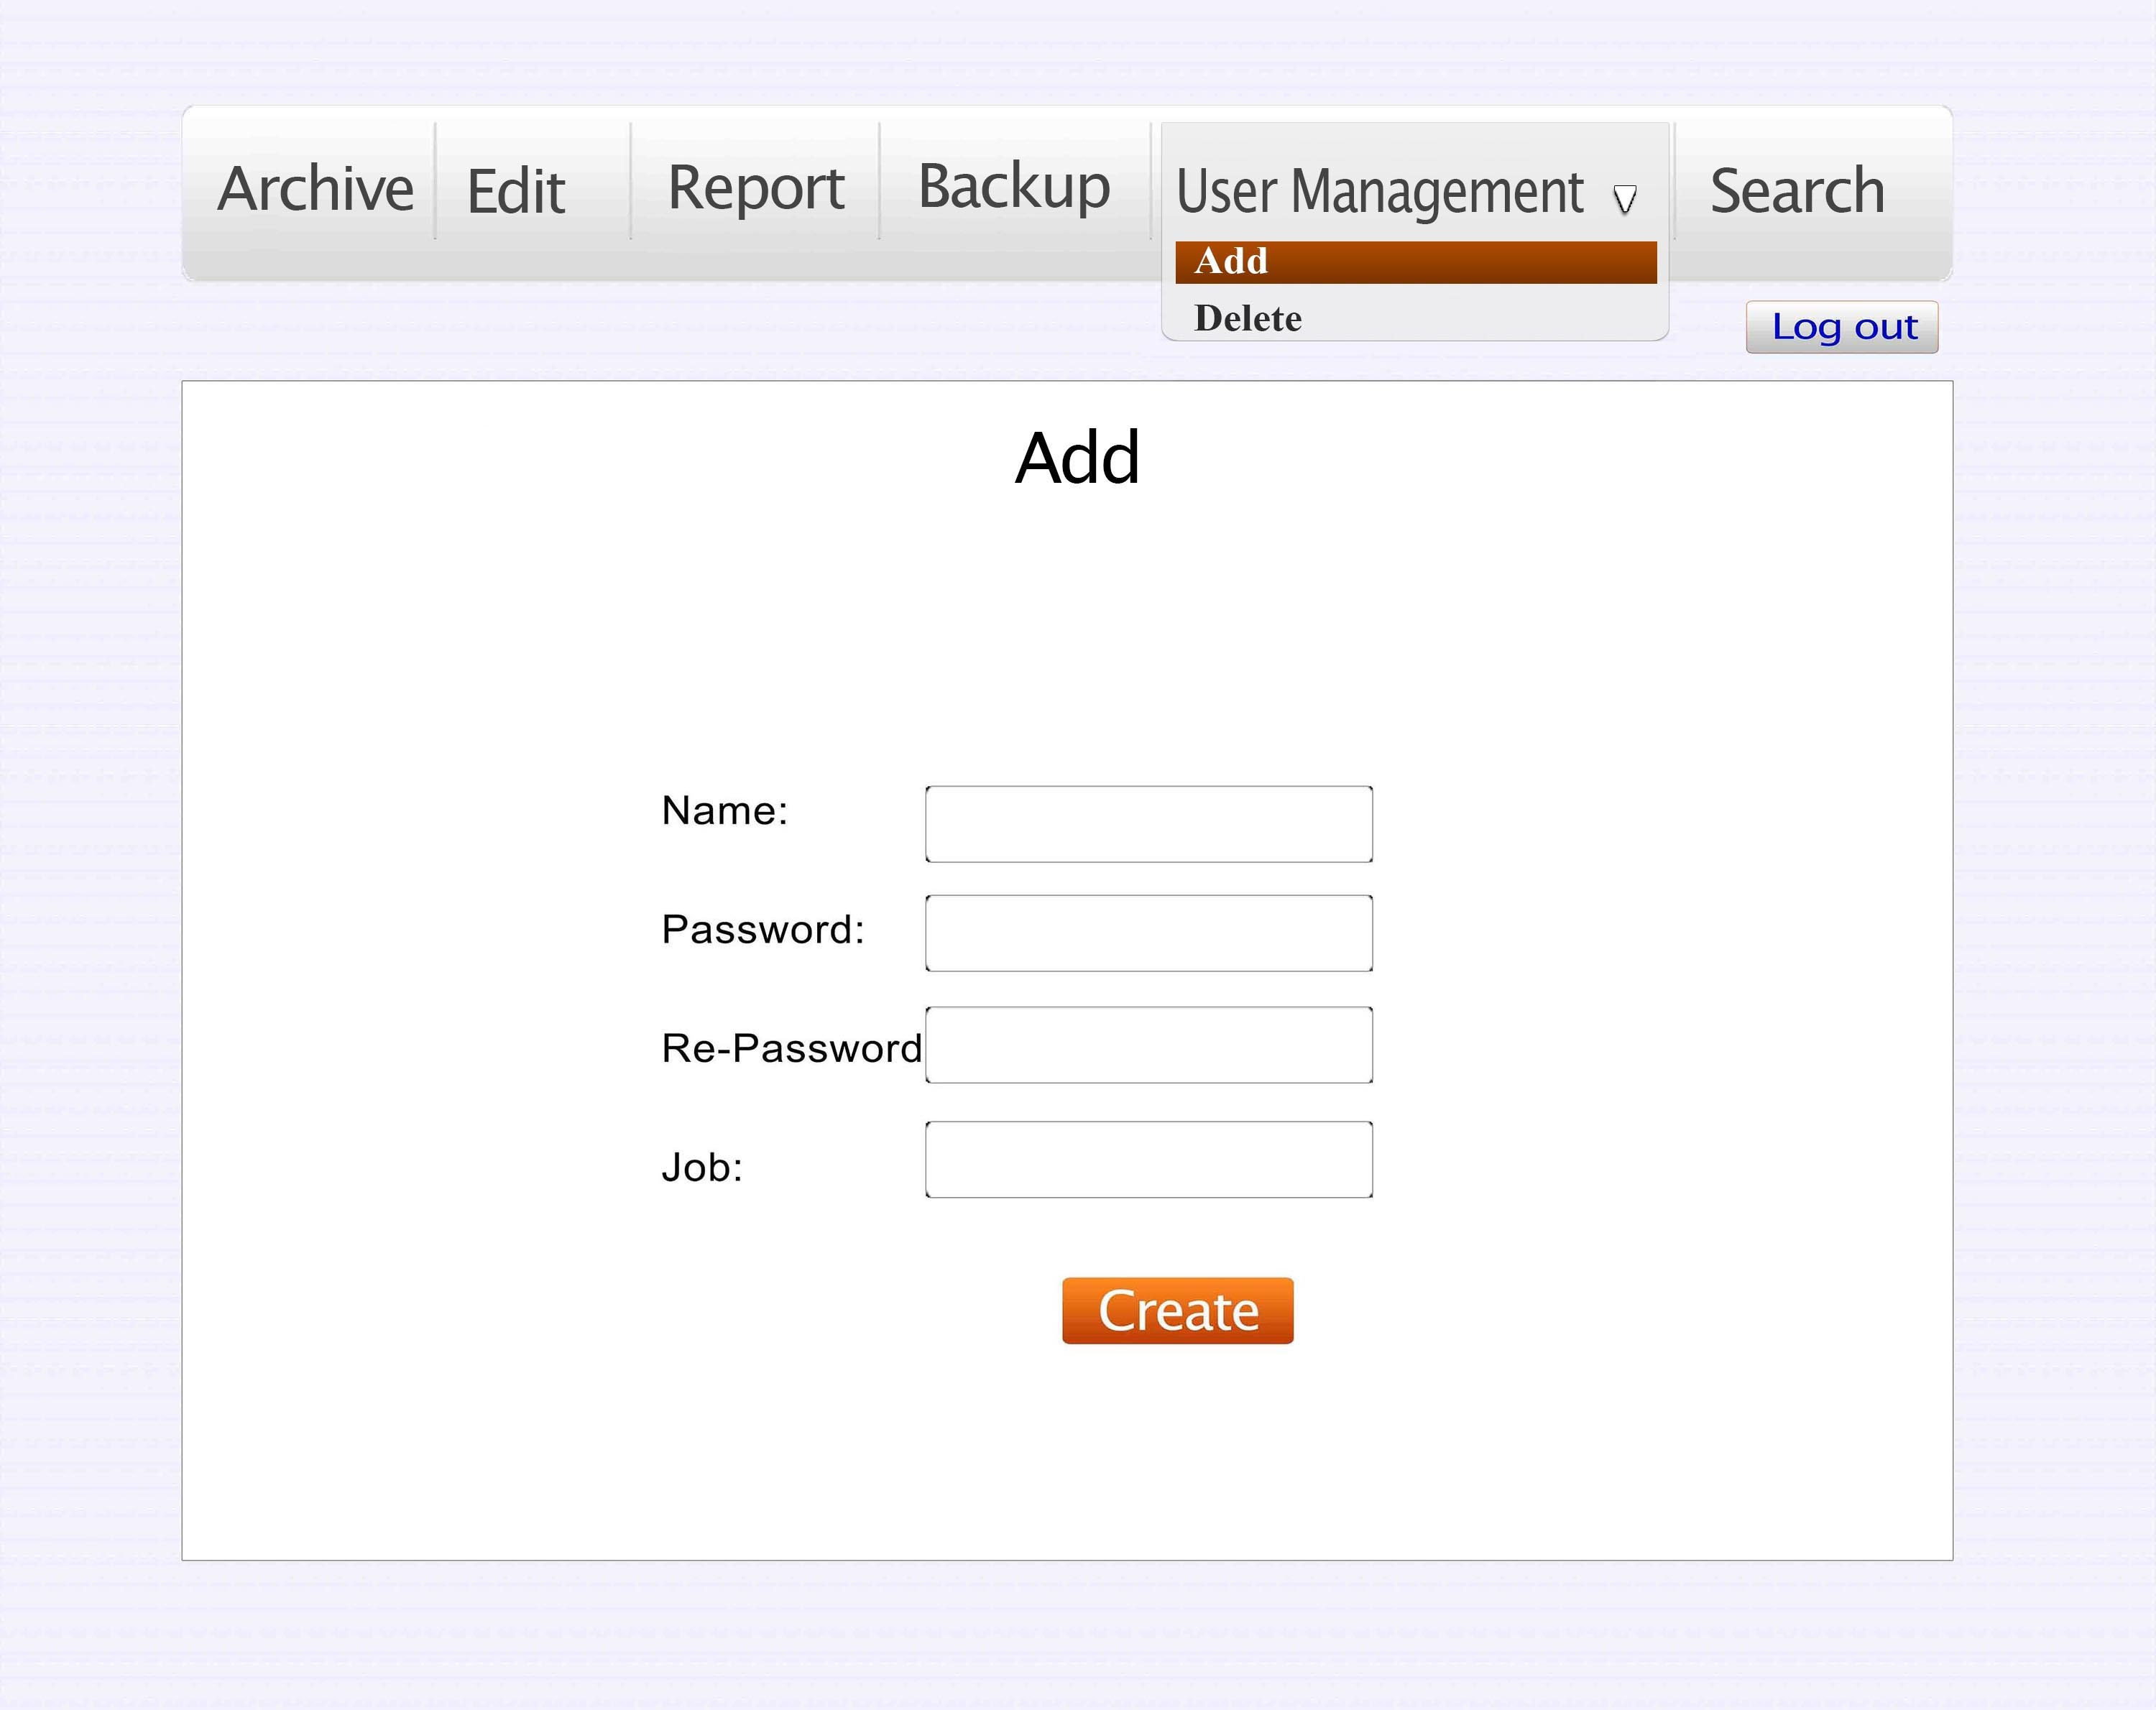 Archive Edit Report Backup User Management Search
Add
Delete
Log out
Add
Name:
Password:
Re-Password
Job:
Create